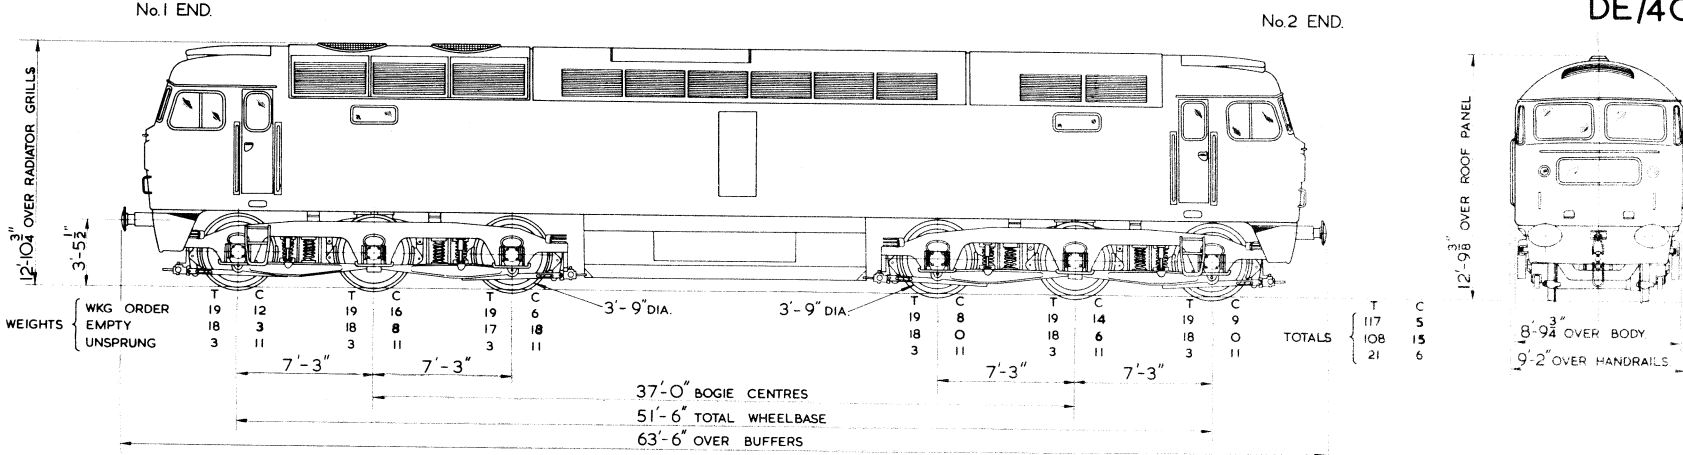 No.1 END.
No.2 END.
DE/4C
12'-10¾" OVER RADIATOR GRILLS
3'-5½"
12'-9⅜" OVER ROOF PANEL
T C T C T C T C T C T C T C
WEIGHTS
WKG ORDER 19 12 19 16 19 6 19 8 19 14 19 9
EMPTY 18 3 18 8 17 18 18 0 18 6 18 0
UNSPRUNG 3 11 3 11 3 11 3 11 3 11 3 11
3'-9" DIA.
3'-9" DIA.
TOTALS
117 5
108 15
21 6
8'-9¾" OVER BODY
9'-2" OVER HANDRAILS
7'-3" 7'-3" 7'-3" 7'-3"
37'-0" BOGIE CENTRES
51'-6" TOTAL WHEELBASE
63'-6" OVER BUFFERS